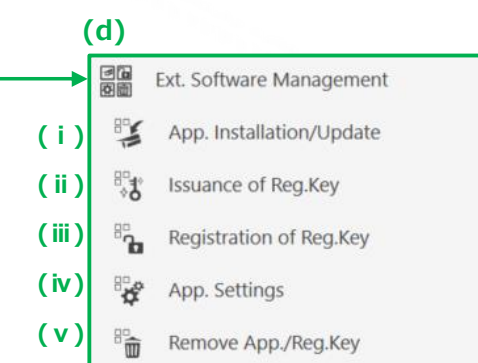 (d)
Ext. Software Management
( i ) App. Installation/Update
( ii ) Issuance of Reg.Key
( iii ) Registration of Reg.Key
( iv ) App. Settings
( v ) Remove App./Reg.Key